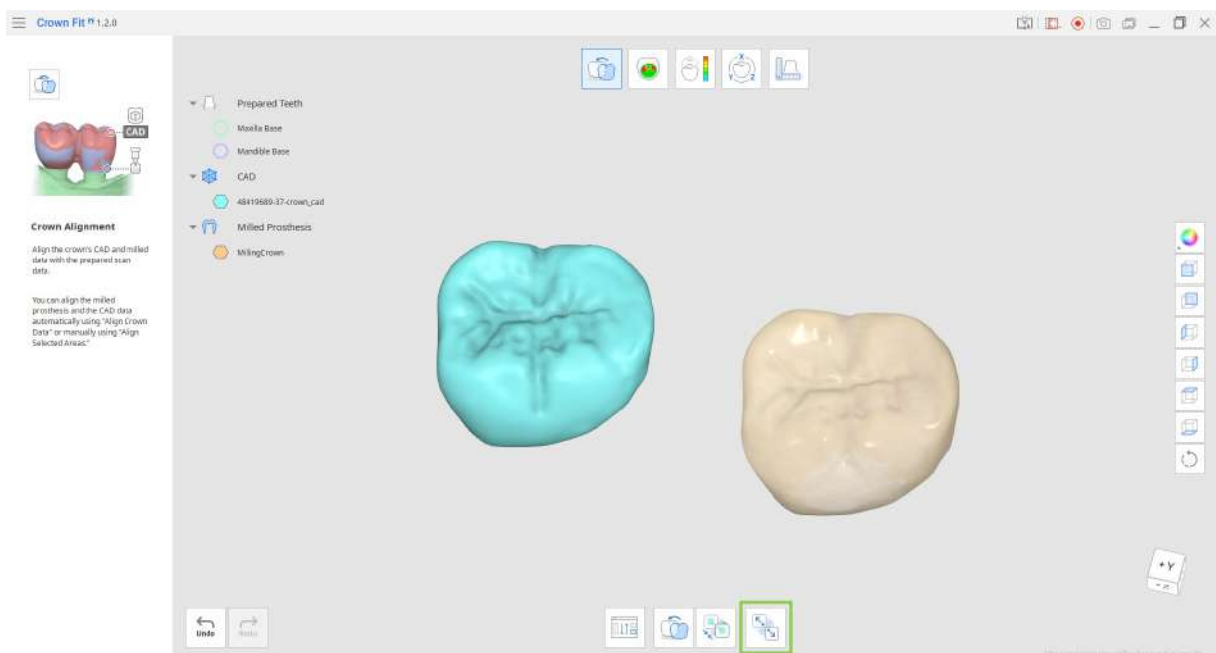 Crown Fit 1.2.0
CAD
Crown Alignment
Align the crown's CAD and milled
data with the prepared scan
data.
You can align the milled
prosthesis and the CAD data
automatically using "Align Crown
Data" or manually using "Align
Selected Areas."
Prepared Teeth
Maxilla Base
Mandible Base
CAD
48419689-37-crown_cad
Milled Prosthesis
MillingCrown
X
Y
Z
+Y
Undo
Redo